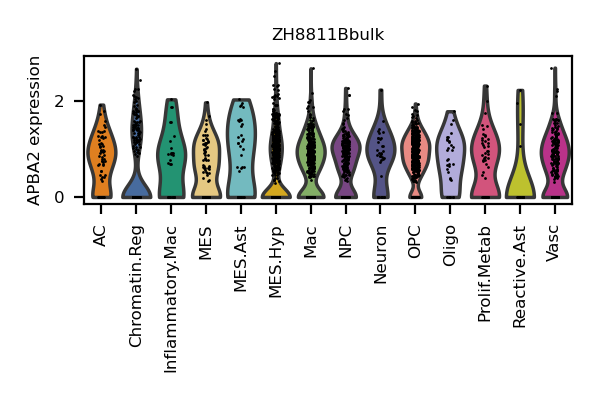 ZH8811Bbulk
APBA2 expression
2
0
AC
Chromatin.Reg
Inflammatory.Mac
MES
MES.Ast
MES.Hyp
Mac
NPC
Neuron
OPC
Oligo
Prolif.Metab
Reactive.Ast
Vasc